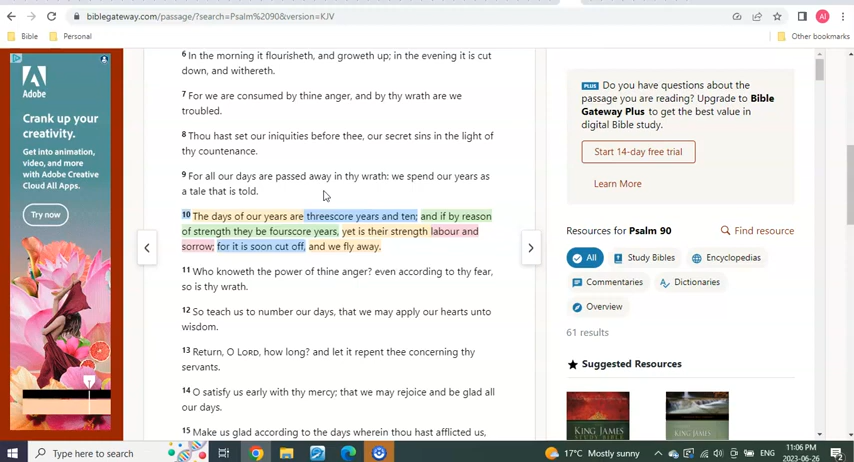 biblegateway.com/passage/?search=Psalm%2090&version=KJV
Bible
Personal
Other bookmarks
Adobe
Crank up your
creativity.
Get into animation,
video, and more
with Adobe Creative
Cloud All Apps.
Try now
6 In the morning it flourisheth, and groweth up; in the evening it is cut
down, and withereth.
7 For we are consumed by thine anger, and by thy wrath are we
troubled.
8 Thou hast set our iniquities before thee, our secret sins in the light of
thy countenance.
9 For all our days are passed away in thy wrath: we spend our years as
a tale that is told.
10 The days of our years are threescore years and ten; and if by reason
of strength they be fourscore years, yet is their strength labour and
sorrow; for it is soon cut off, and we fly away.
11 Who knoweth the power of thine anger? even according to thy fear,
so is thy wrath.
12 So teach us to number our days, that we may apply our hearts unto
wisdom.
13 Return, O LORD, how long? and let it repent thee concerning thy
servants.
14 O satisfy us early with thy mercy; that we may rejoice and be glad all
our days.
15 Make us glad according to the days wherein thou hast afflicted us,
PLUS Do you have questions about the
passage you are reading? Upgrade to Bible
Gateway Plus to get the best value in
digital Bible study.
Start 14-day free trial
Learn More
Resources for Psalm 90
Find resource
All
Study Bibles
Encyclopedias
Commentaries
Dictionaries
Overview
61 results
Suggested Resources
KING JAMES
STUDY BIBLE
KING JAMES
Type here to search
17°C Mostly sunny
ENG
11:06 PM
2023-06-26